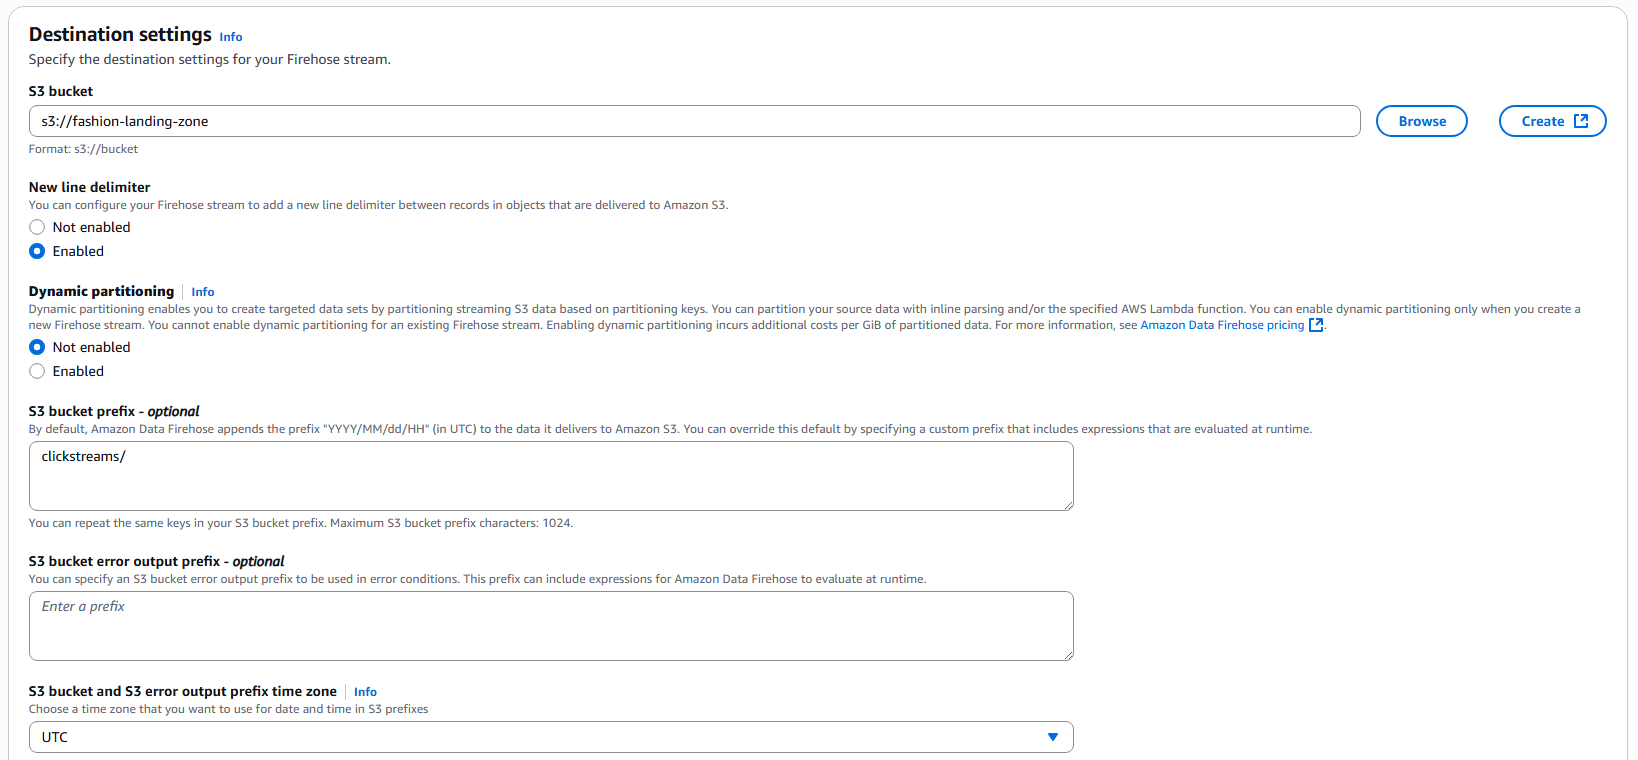 Destination settings Info
Specify the destination settings for your Firehose stream.
S3 bucket
s3://fashion-landing-zone
Browse
Create
Format: s3://bucket
New line delimiter
You can configure your Firehose stream to add a new line delimiter between records in objects that are delivered to Amazon S3.
Not enabled
Enabled
Dynamic partitioning Info
Dynamic partitioning enables you to create targeted data sets by partitioning streaming S3 data based on partitioning keys. You can partition your source data with inline parsing and/or the specified AWS Lambda function. You can enable dynamic partitioning only when you create a
new Firehose stream. You cannot enable dynamic partitioning for an existing Firehose stream. Enabling dynamic partitioning incurs additional costs per GiB of partitioned data. For more information, see Amazon Data Firehose pricing.
Not enabled
Enabled
S3 bucket prefix - optional
By default, Amazon Data Firehose appends the prefix "YYYY/MM/dd/HH" (in UTC) to the data it delivers to Amazon S3. You can override this default by specifying a custom prefix that includes expressions that are evaluated at runtime.
clickstreams/
You can repeat the same keys in your S3 bucket prefix. Maximum S3 bucket prefix characters: 1024.
S3 bucket error output prefix - optional
You can specify an S3 bucket error output prefix to be used in error conditions. This prefix can include expressions for Amazon Data Firehose to evaluate at runtime.
Enter a prefix
S3 bucket and S3 error output prefix time zone Info
Choose a time zone that you want to use for date and time in S3 prefixes
UTC